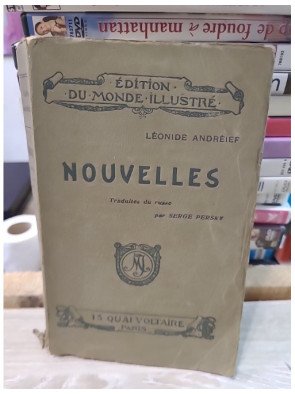 p de foudre à manhattan
ÉDITION
DU·MONDE·ILLUSTRÉ
LÉONIDE ANDRÉIEF
NOUVELLES
Traduites du russe
par SERGE PERSKY
15 QUAI VOLTAIRE
PARIS